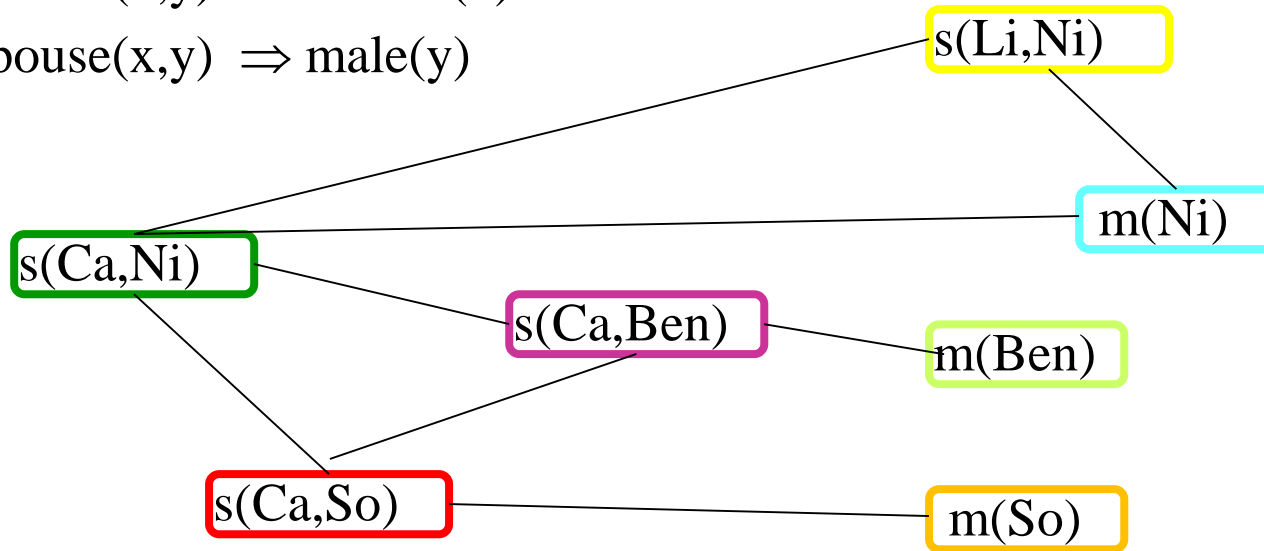 pouse(x,y) ⇒ male(y)
s(Li,Ni)
m(Ni)
s(Ca,Ni)
s(Ca,Ben)
m(Ben)
s(Ca,So)
m(So)